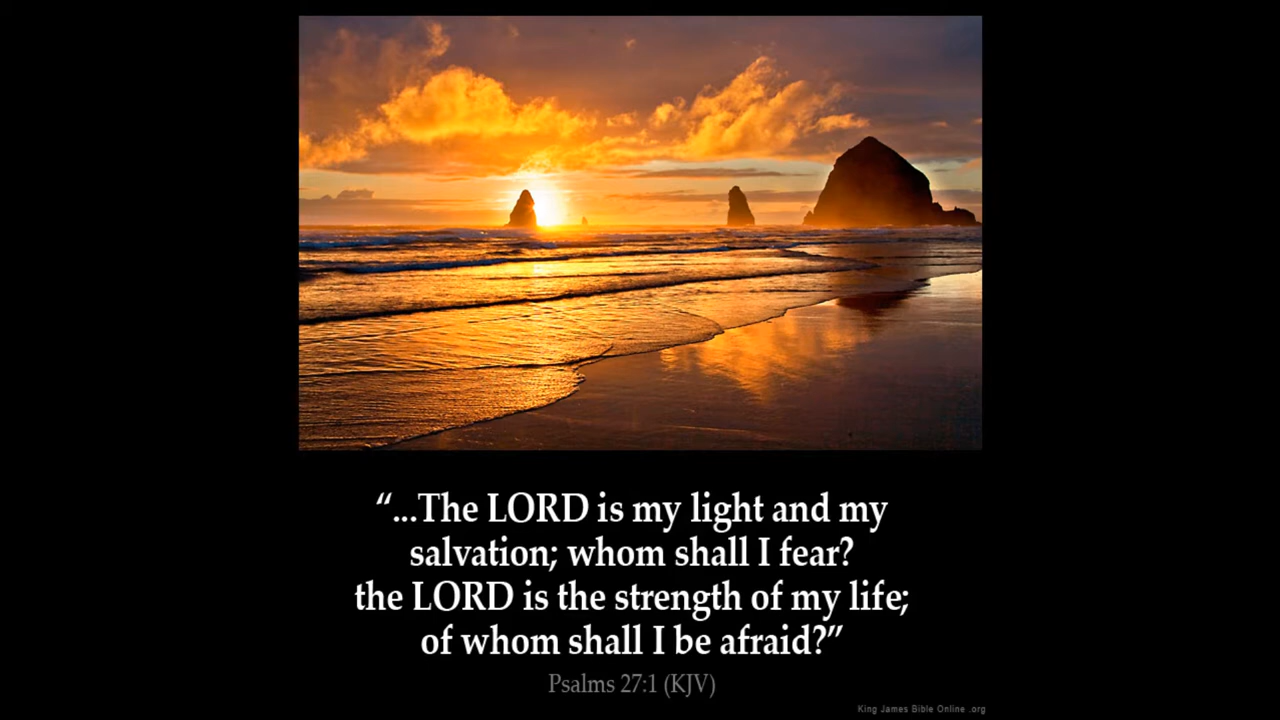 “...The LORD is my light and my
salvation; whom shall I fear?
the LORD is the strength of my life;
of whom shall I be afraid?”
Psalms 27:1 (KJV)
King James Bible Online .org